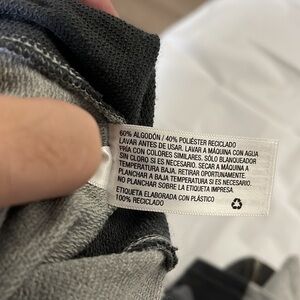 60% ALGODÓN / 40% POLIÉSTER RECICLADO
LAVAR ANTES DE USAR. LAVAR A MÁQUINA CON AGUA
FRÍA CON COLORES SIMILARES. SÓLO BLANQUEADOR
SIN CLORO SI ES NECESARIO. SECAR A MÁQUINA A
TEMPERATURA BAJA. RETIRAR OPORTUNAMENTE.
PLANCHAR A BAJA TEMPERATURA SI ES NECESARIO.
NO PLANCHAR SOBRE LA ETIQUETA IMPRESA.
ETIQUETA ELABORADA CON PLÁSTICO
100% RECICLADO